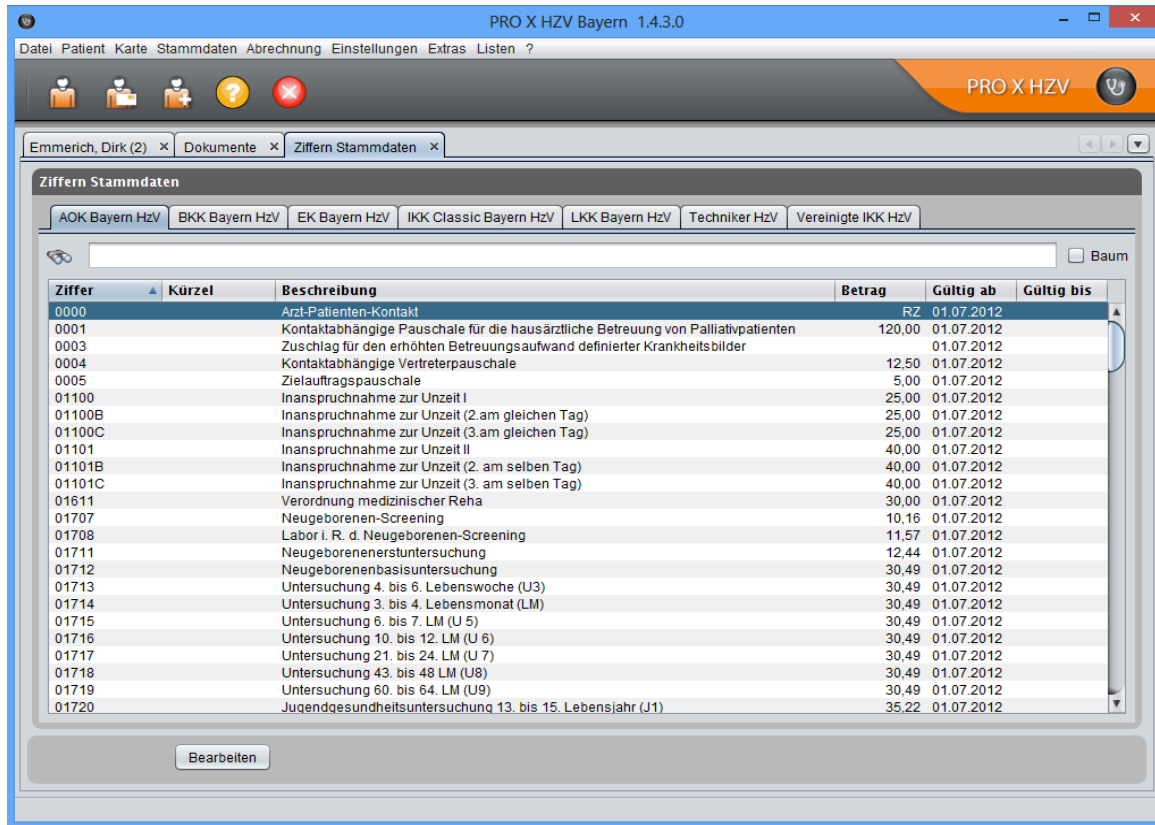 PRO X HZV Bayern 1.4.3.0
Datei Patient Karte Stammdaten Abrechnung Einstellungen Extras Listen ?
PRO X HZV
Emmerich, Dirk (2) Dokumente Ziffern Stammdaten
Ziffern Stammdaten
AOK Bayern HzV BKK Bayern HzV EK Bayern HzV IKK Classic Bayern HzV LKK Bayern HzV Techniker HzV Vereinigte IKK HzV
Baum
Ziffer Kürzel Beschreibung Betrag Gültig ab Gültig bis
0000 Arzt-Patienten-Kontakt RZ 01.07.2012
0001 Kontaktabhängige Pauschale für die hausärztliche Betreuung von Palliativpatienten 120,00 01.07.2012
0003 Zuschlag für den erhöhten Betreuungsaufwand definierter Krankheitsbilder 01.07.2012
0004 Kontaktabhängige Vertreterpauschale 12,50 01.07.2012
0005 Zielauftragspauschale 5,00 01.07.2012
01100 Inanspruchnahme zur Unzeit I 25,00 01.07.2012
01100B Inanspruchnahme zur Unzeit (2.am gleichen Tag) 25,00 01.07.2012
01100C Inanspruchnahme zur Unzeit (3.am gleichen Tag) 25,00 01.07.2012
01101 Inanspruchnahme zur Unzeit II 40,00 01.07.2012
01101B Inanspruchnahme zur Unzeit (2. am selben Tag) 40,00 01.07.2012
01101C Inanspruchnahme zur Unzeit (3. am selben Tag) 40,00 01.07.2012
01611 Verordnung medizinischer Reha 30,00 01.07.2012
01707 Neugeborenen-Screening 10,16 01.07.2012
01708 Labor i. R. d. Neugeborenen-Screening 11,57 01.07.2012
01711 Neugeborenenerstuntersuchung 12,44 01.07.2012
01712 Neugeborenenbasisuntersuchung 30,49 01.07.2012
01713 Untersuchung 4. bis 6. Lebenswoche (U3) 30,49 01.07.2012
01714 Untersuchung 3. bis 4. Lebensmonat (LM) 30,49 01.07.2012
01715 Untersuchung 6. bis 7. LM (U 5) 30,49 01.07.2012
01716 Untersuchung 10. bis 12. LM (U 6) 30,49 01.07.2012
01717 Untersuchung 21. bis 24. LM (U 7) 30,49 01.07.2012
01718 Untersuchung 43. bis 48 LM (U8) 30,49 01.07.2012
01719 Untersuchung 60. bis 64. LM (U9) 30,49 01.07.2012
01720 Jugendgesundheitsuntersuchung 13. bis 15. Lebensjahr (J1) 35,22 01.07.2012
Bearbeiten